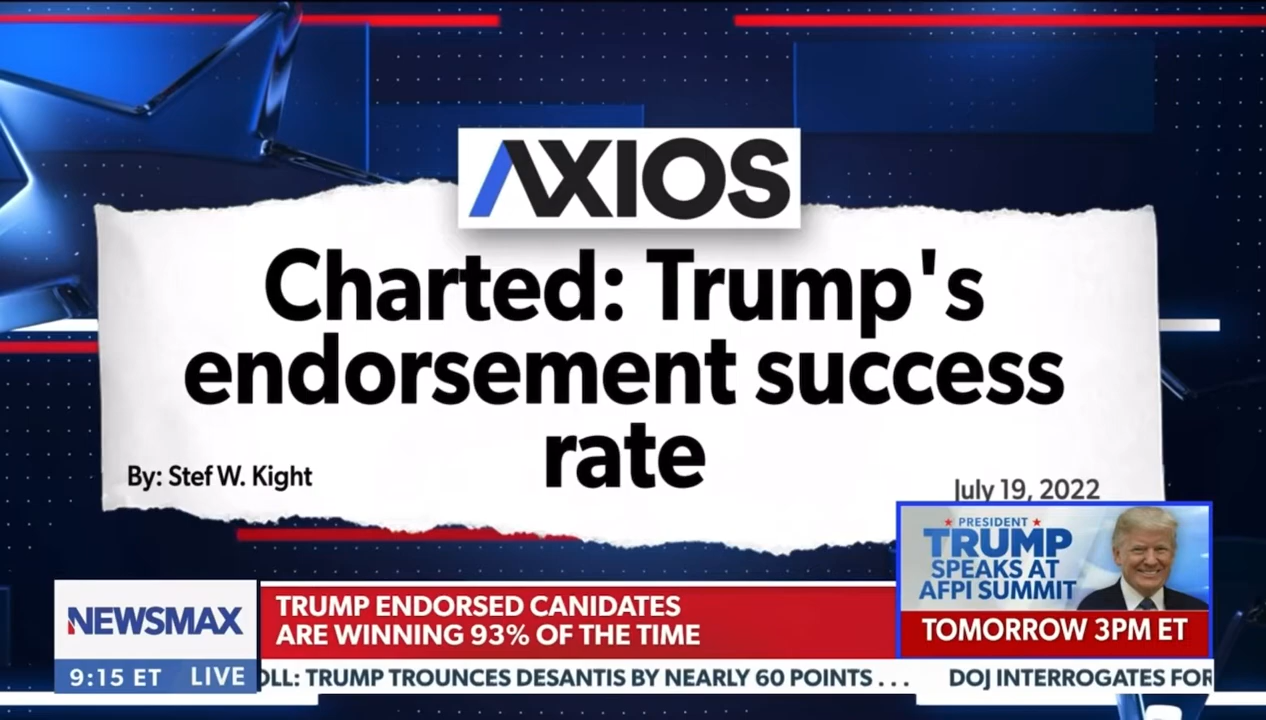 AXIOS
Charted: Trump's
endorsement success
rate
By: Stef W. Kight
July 19, 2022
PRESIDENT
TRUMP
SPEAKS AT
AFPI SUMMIT
TOMORROW 3PM ET
NEWSMAX
TRUMP ENDORSED CANIDATES
ARE WINNING 93% OF THE TIME
9:15 ET LIVE
OLL: TRUMP TROUNCES DESANTIS BY NEARLY 60 POINTS . . . DOJ INTERROGATES FOR